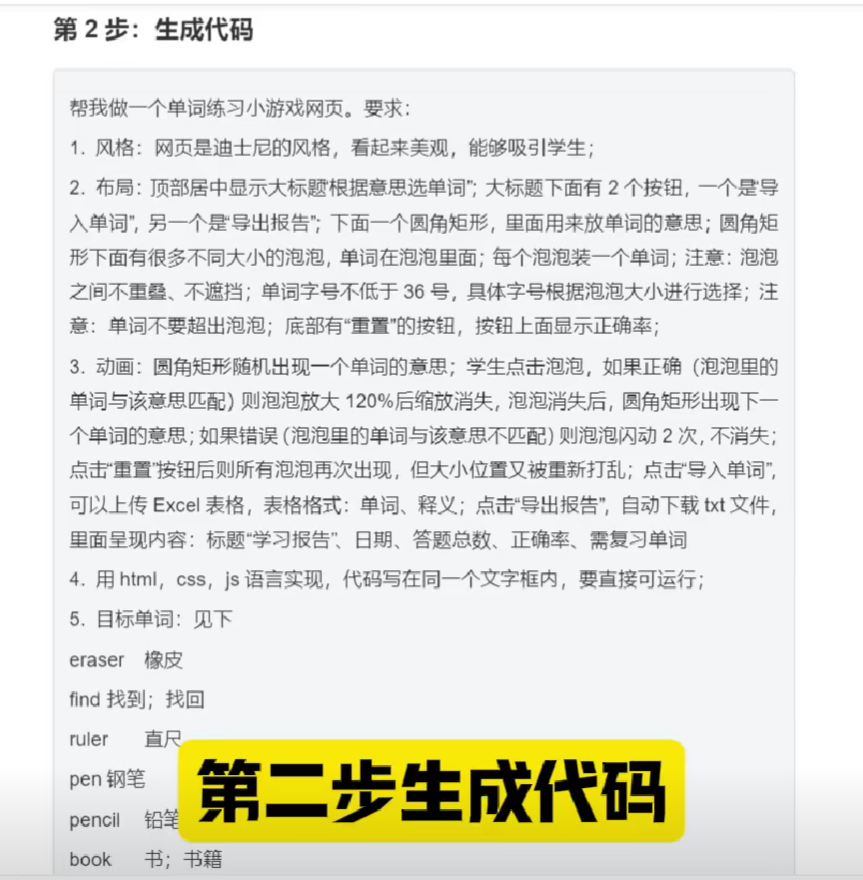 第 2 步：生成代码
帮我做一个单词练习小游戏网页。要求：
1. 风格：网页是迪士尼的风格，看起来美观，能够吸引学生；
2. 布局：顶部居中显示大标题“根据意思选单词”；大标题下面有 2 个按钮，一个是“导
入单词”，另一个是“导出报告”；下面一个圆角矩形，里面用来放单词的意思；圆角矩
形下面有很多不同大小的泡泡，单词在泡泡里面；每个泡泡装一个单词；注意：泡泡
之间不重叠、不遮挡；单词字号不低于 36 号，具体字号根据泡泡大小进行选择；注
意：单词不要超出泡泡；底部有“重置”的按钮，按钮上面显示正确率；
3. 动画：圆角矩形随机出现一个单词的意思；学生点击泡泡，如果正确（泡泡里的
单词与该意思匹配）则泡泡放大 120%后缩放消失，泡泡消失后，圆角矩形出现下一
个单词的意思；如果错误（泡泡里的单词与该意思不匹配）则泡泡闪动 2 次，不消失；
点击“重置”按钮后则所有泡泡再次出现，但大小位置又被重新打乱；点击“导入单词”，
可以上传 Excel 表格，表格格式：单词、释义；点击“导出报告”，自动下载 txt 文件，
里面呈现内容：标题“学习报告”、日期、答题总数、正确率、需复习单词
4. 用 html，css，js 语言实现，代码写在同一个文字框内，要直接可运行；
5. 目标单词：见下
eraser 橡皮
find 找到；找回
ruler 直尺
pen 钢笔
pencil 铅笔
book 书；书籍
第二步生成代码